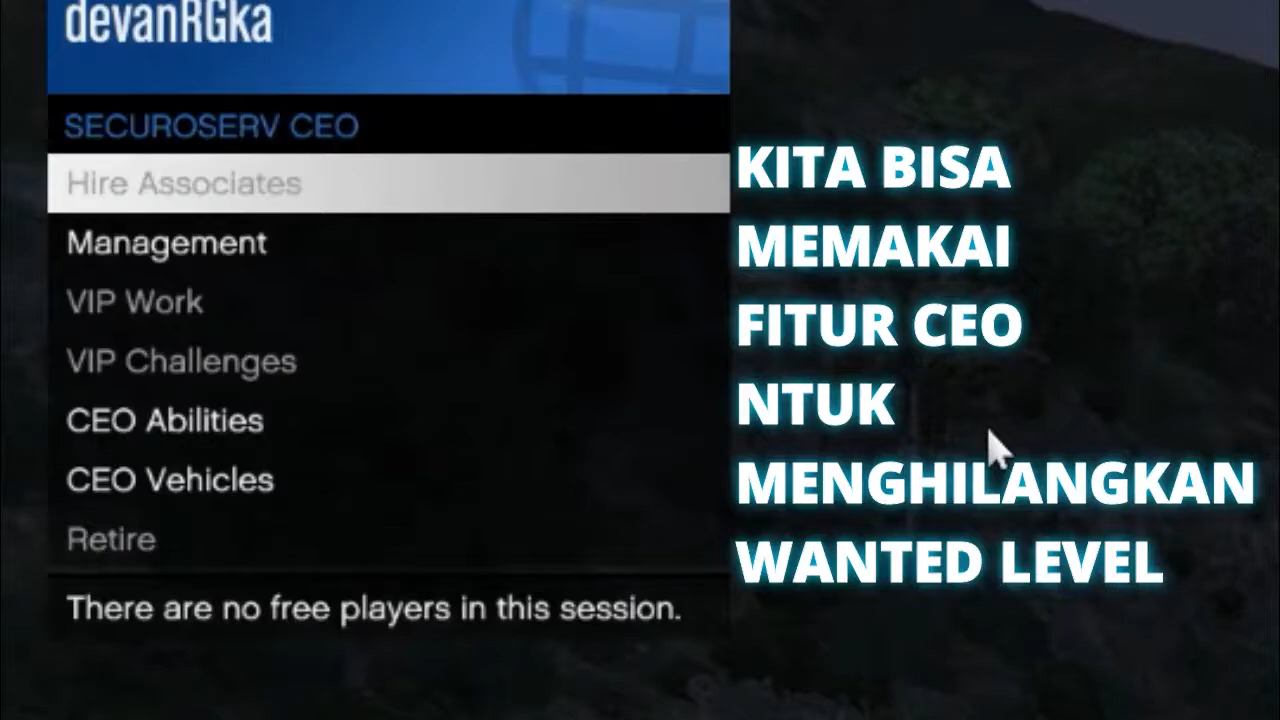 devanRGka
SECUROSERV CEO
Hire Associates
Management
VIP Work
VIP Challenges
CEO Abilities
CEO Vehicles
Retire
There are no free players in this session.
KITA BISA
MEMAKAI
FITUR CEO
NTUK
MENGHILANGKAN
WANTED LEVEL